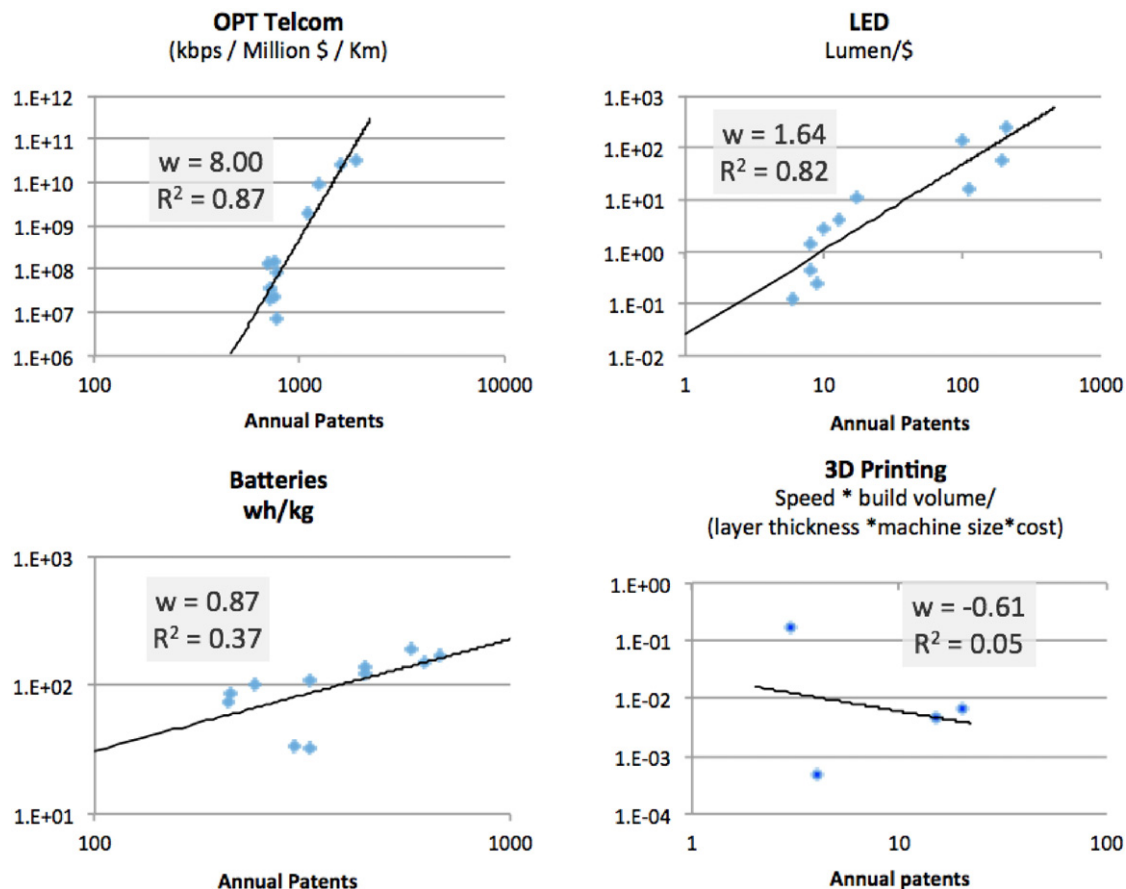 OPT Telcom
(kbps / Million $ / Km)
1.E+12
1.E+11
1.E+10
1.E+09
1.E+08
1.E+07
1.E+06
w = 8.00
R² = 0.87
100
1000
10000
Annual Patents
LED
Lumen/$
1.E+03
1.E+02
1.E+01
1.E+00
1.E-01
1.E-02
w = 1.64
R² = 0.82
1
10
100
1000
Annual Patents
Batteries
wh/kg
1.E+03
1.E+02
1.E+01
w = 0.87
R² = 0.37
100
1000
Annual Patents
3D Printing
Speed * build volume/
(layer thickness *machine size*cost)
1.E+00
1.E-01
1.E-02
1.E-03
1.E-04
w = -0.61
R² = 0.05
1
10
100
Annual patents